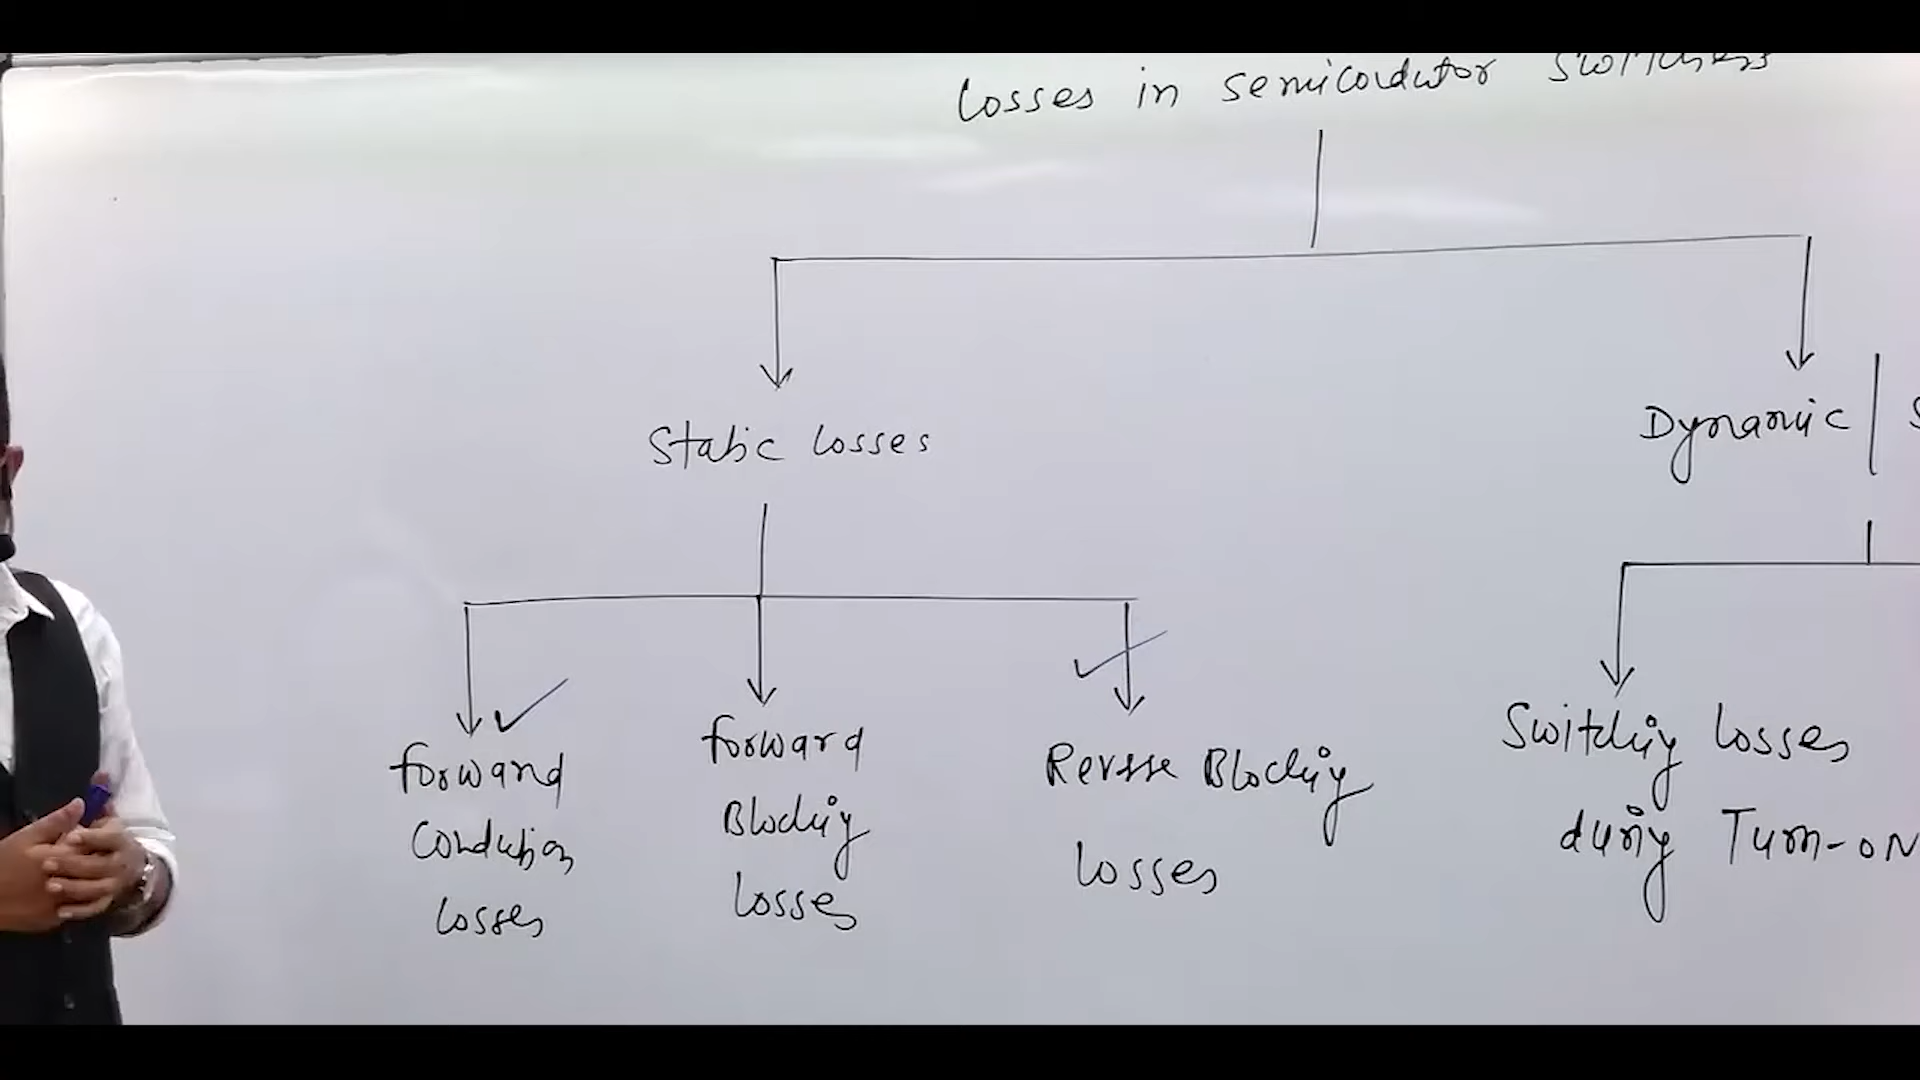 Losses in semiconductor switches
Static Losses
Dynamic |
forward
Conduction
Losses
forward
Blocking
Losses
Reverse Blocking
Losses
Switching Losses
during Turn-ON